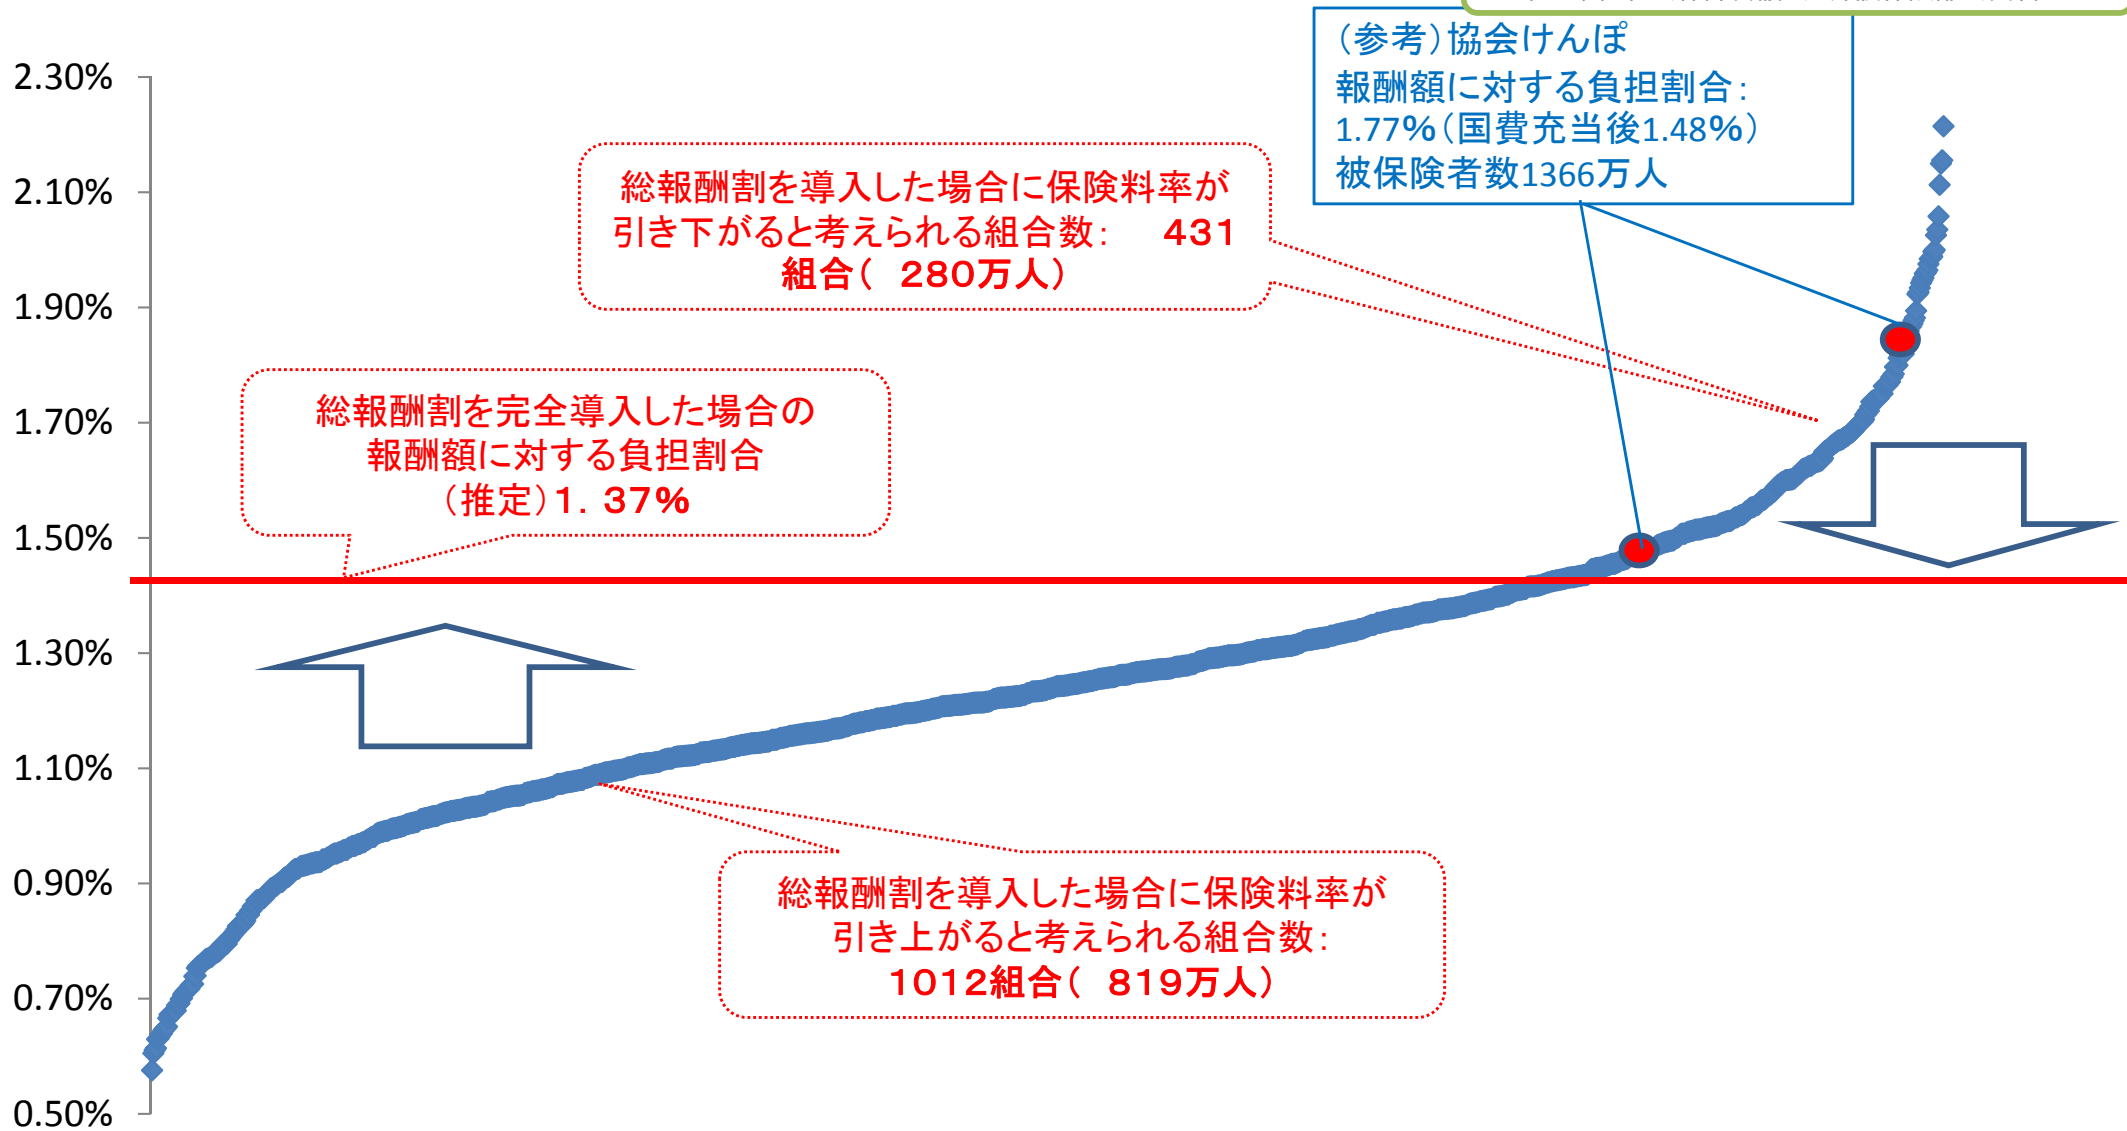 (参考)協会けんぽ
報酬額に対する負担割合:
1.77%(国費充当後1.48%)
被保険者数1366万人
総報酬割を導入した場合に保険料率が
引き下がると考えられる組合数: 431
組合( 280万人)
総報酬割を完全導入した場合の
報酬額に対する負担割合
(推定)1.37%
総報酬割を導入した場合に保険料率が
引き上がると考えられる組合数:
1012組合( 819万人)
2.30%
2.10%
1.90%
1.70%
1.50%
1.30%
1.10%
0.90%
0.70%
0.50%